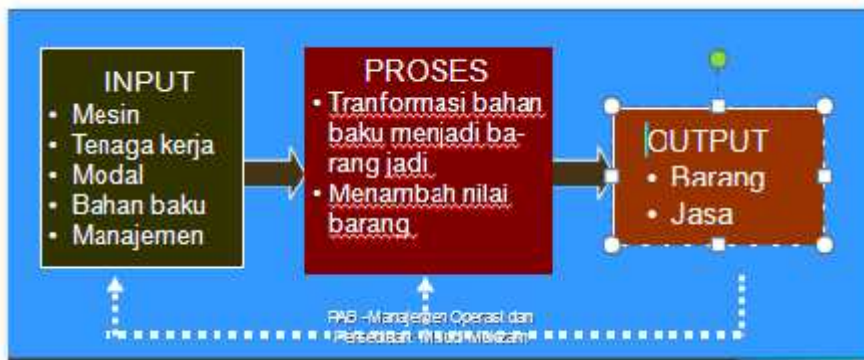 INPUT
• Mesin
• Tenaga kerja
• Modal
• Bahan baku
• Manajemen
PROSES
• Tranformasi bahan
baku menjadi ba-
rang jadi
• Menambah nilai
barang
OUTPUT
• Barang
• Jasa
Manajemen Operasi dan